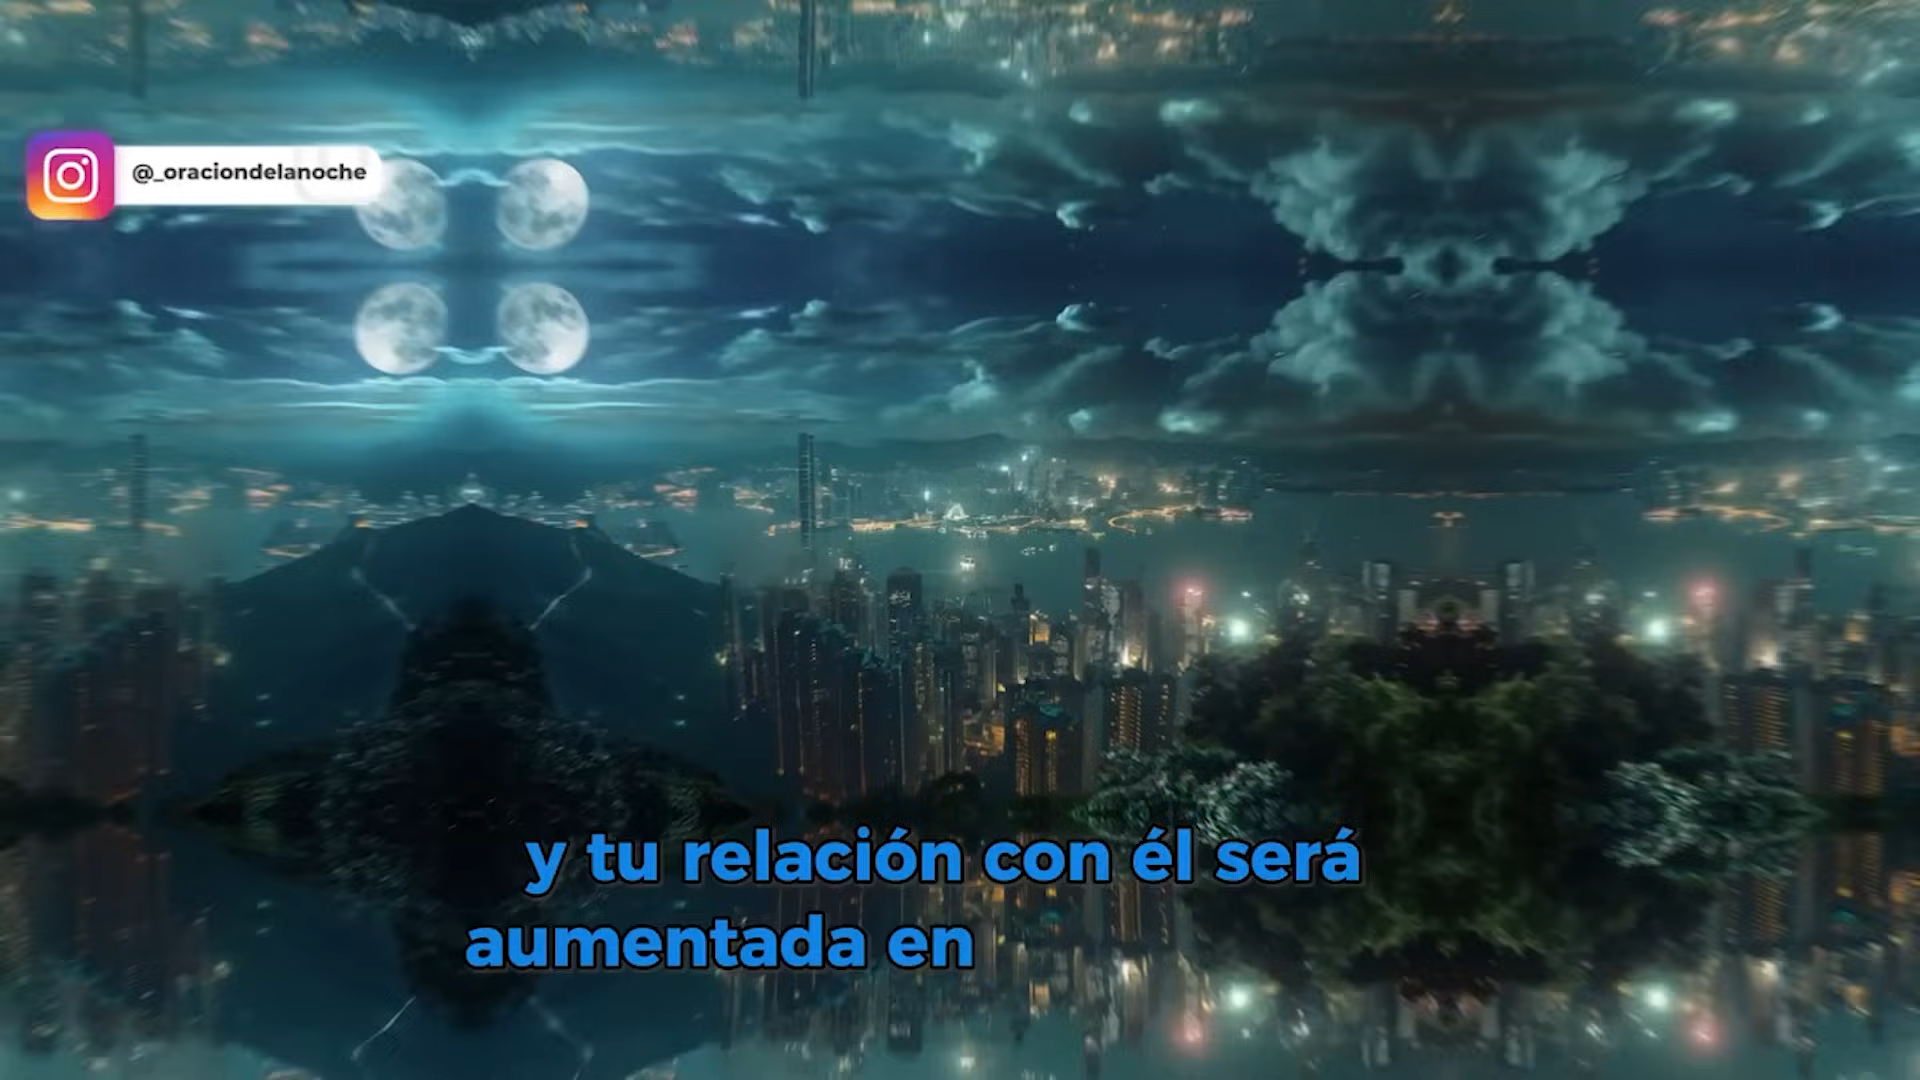 @_oraciondelanoche
y tu relación con él será
aumentada en